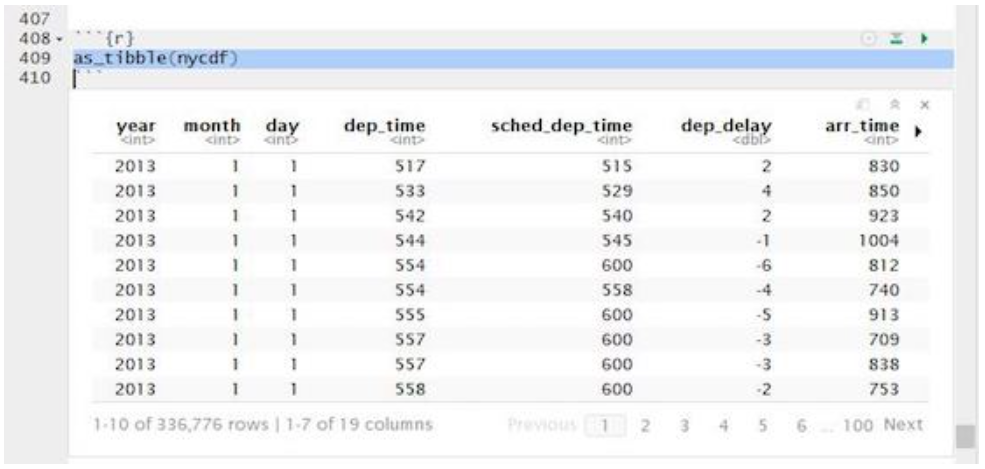 407
408 ```{r}
409 as_tibble(nycdf)
410 ```
year month day dep_time sched_dep_time dep_delay arr_time
<int> <int> <int> <int> <int> <dbl> <int>
2013 1 1 517 515 2 830
2013 1 1 533 529 4 850
2013 1 1 542 540 2 923
2013 1 1 544 545 -1 1004
2013 1 1 554 600 -6 812
2013 1 1 554 558 -4 740
2013 1 1 555 600 -5 913
2013 1 1 557 600 -3 709
2013 1 1 557 600 -3 838
2013 1 1 558 600 -2 753
1-10 of 336,776 rows | 1-7 of 19 columns Previous 1 2 3 4 5 6 ... 100 Next